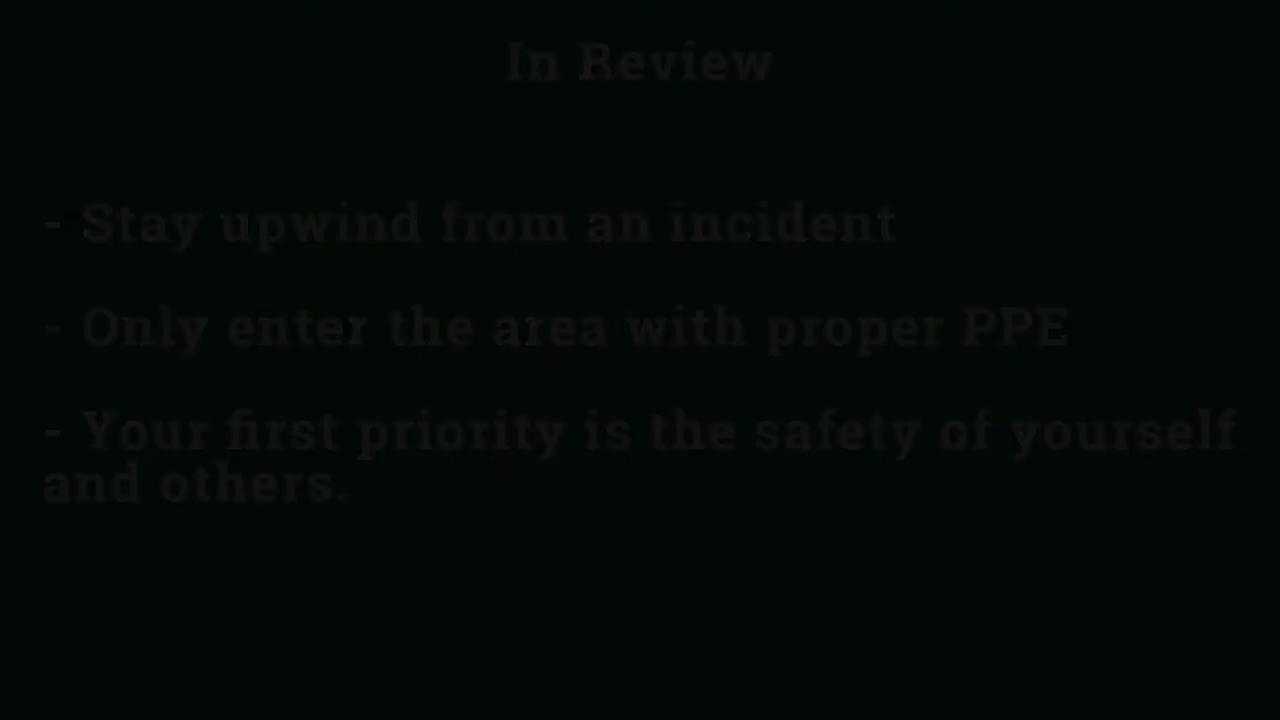 In Review
- Stay upwind from an incident
- Only enter the area with proper PPE
- Your first priority is the safety of yourself
and others.